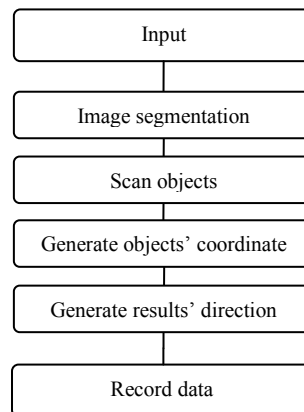 Input
Image segmentation
Scan objects
Generate objects’ coordinate
Generate results’ direction
Record data